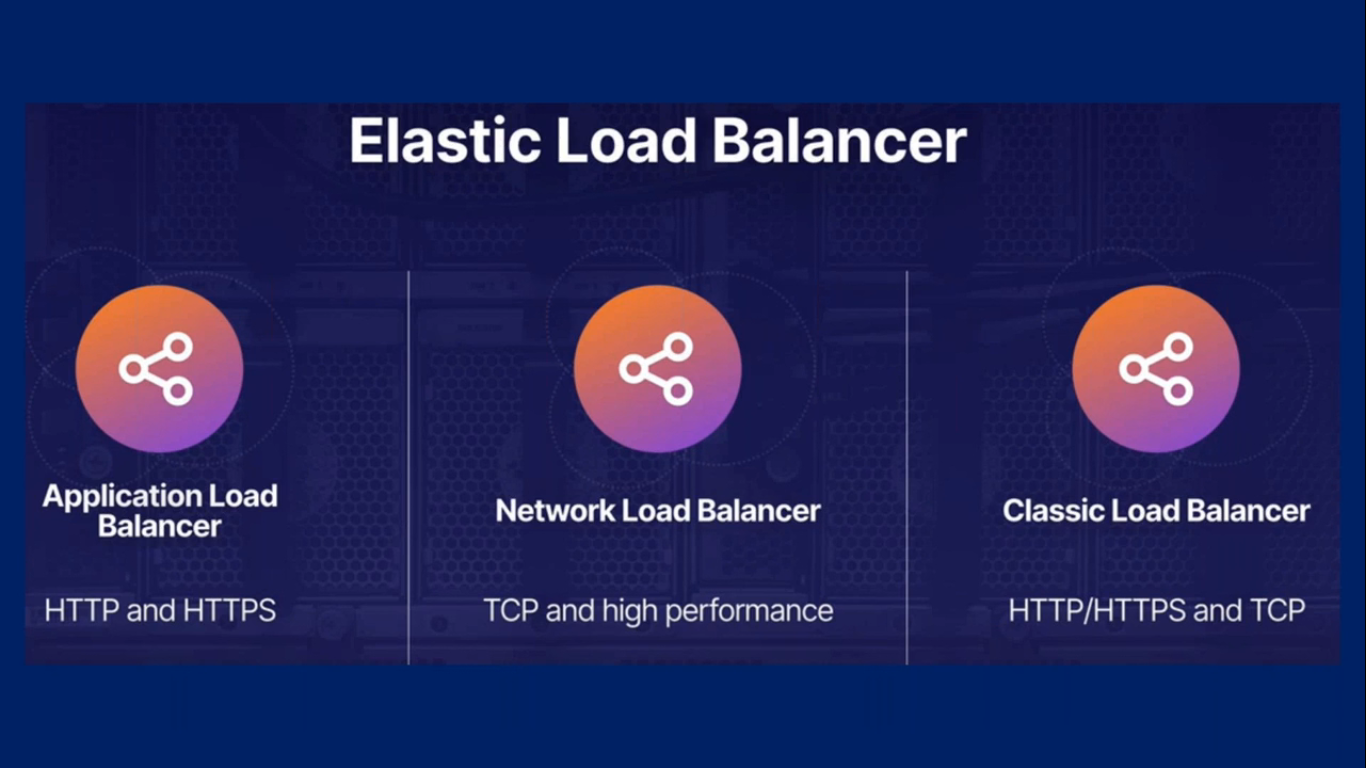 Elastic Load Balancer
Application Load
Balancer
HTTP and HTTPS
Network Load Balancer
TCP and high performance
Classic Load Balancer
HTTP/HTTPS and TCP